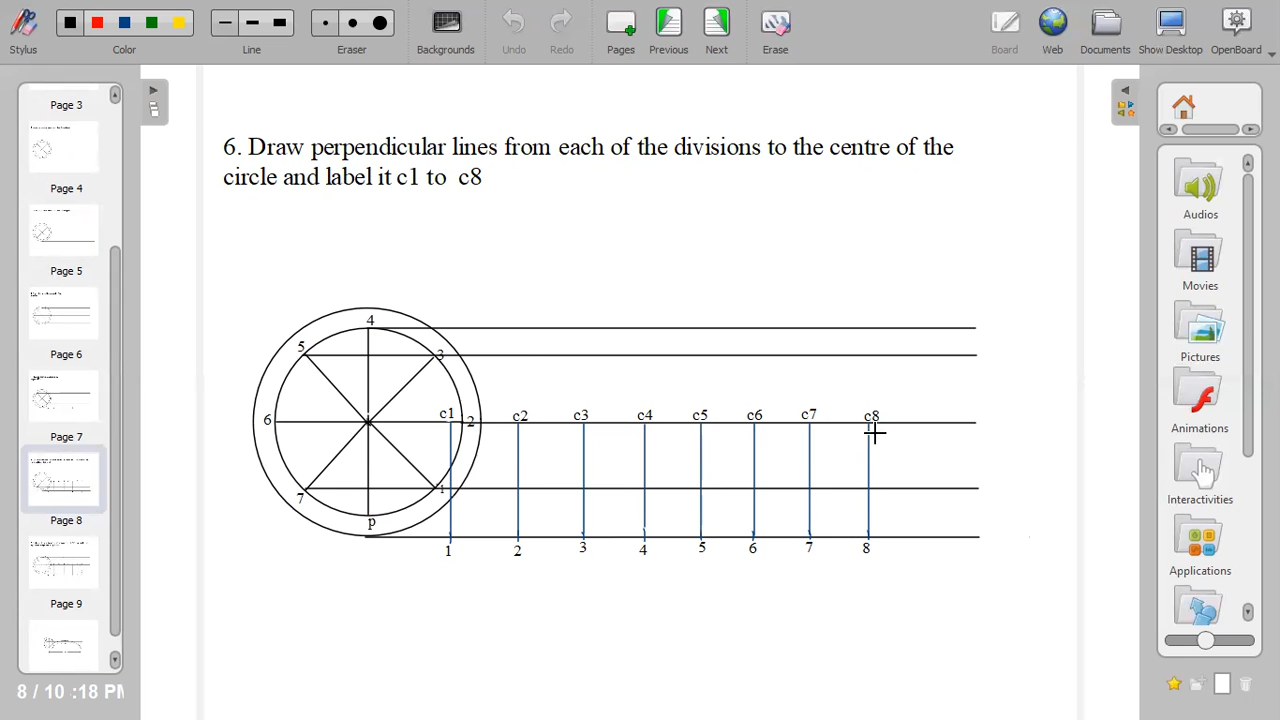 Stylus
Color
Line
Eraser
Backgrounds
Undo
Redo
Pages
Previous
Next
Erase
Board
Web
Documents
Show Desktop
OpenBoard
Page 3
Page 4
Page 5
Page 6
Page 7
Page 8
Page 9
8 / 10 :18 PM
6. Draw perpendicular lines from each of the divisions to the centre of the
circle and label it c1 to c8
4
5
3
6
c1
2
c2
c3
c4
c5
c6
c7
c8
7
1
p
1
2
3
4
5
6
7
8
Audios
Movies
Pictures
Animations
Interactivities
Applications